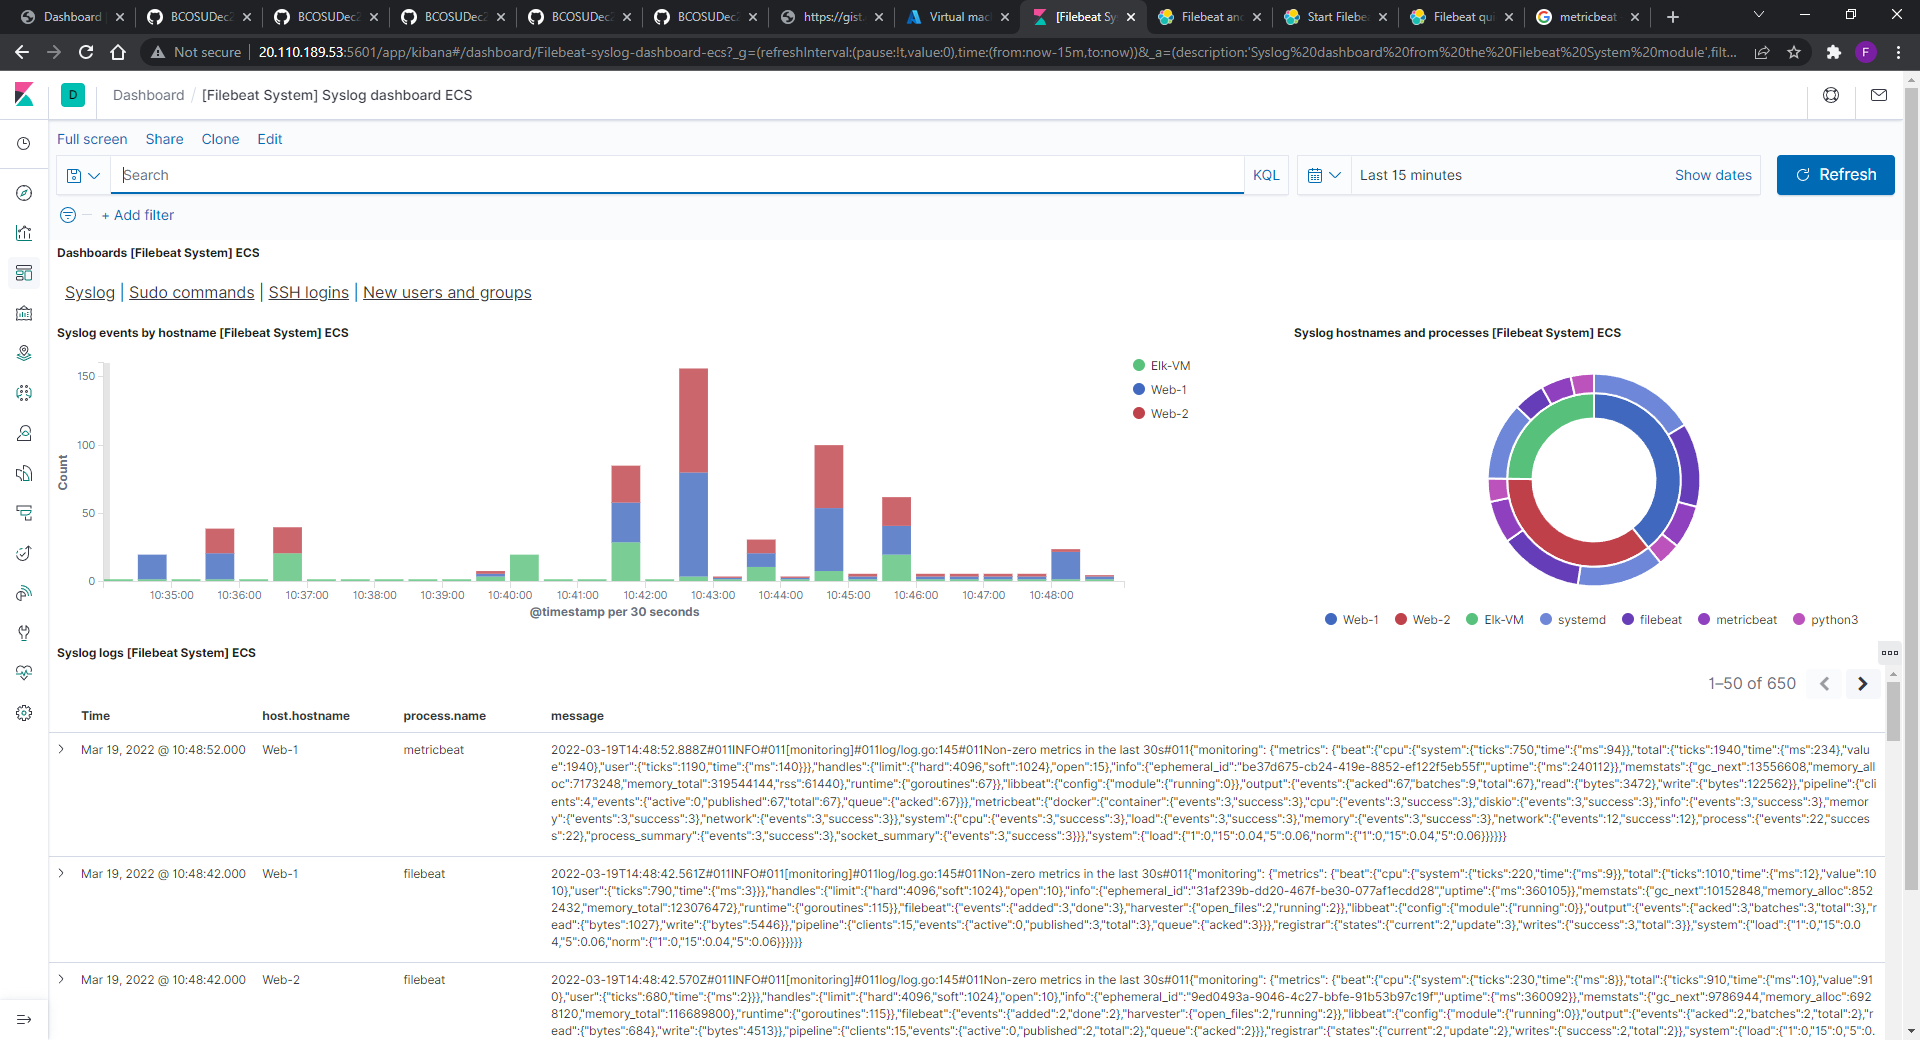 Dashboard
BCOSUDec2
BCOSUDec2
BCOSUDec2
BCOSUDec2
BCOSUDec2
https://gist
Virtual mac
[Filebeat Sy
Filebeat and
Start Filebe
Filebeat qui
metricbeat
Not secure
20.110.189.53:5601/app/kibana#/dashboard/Filebeat-syslog-dashboard-ecs?_g=(refreshInterval:(pause:!t,value:0),time:(from:now-15m,to:now))&_a=(description:'Syslog%20dashboard%20from%20the%20Filebeat%20System%20module',filt...
F
D
Dashboard / [Filebeat System] Syslog dashboard ECS
Full screen Share Clone Edit
Search
KQL
Last 15 minutes
Show dates
Refresh
+ Add filter
Dashboards [Filebeat System] ECS
Syslog | Sudo commands | SSH logins | New users and groups
Syslog events by hostname [Filebeat System] ECS
150
100
50
0
Count
10:35:00 10:36:00 10:37:00 10:38:00 10:39:00 10:40:00 10:41:00 10:42:00 10:43:00 10:44:00 10:45:00 10:46:00 10:47:00 10:48:00
@timestamp per 30 seconds
Elk-VM
Web-1
Web-2
Syslog hostnames and processes [Filebeat System] ECS
Web-1 Web-2 Elk-VM systemd filebeat metricbeat python3
Syslog logs [Filebeat System] ECS
1–50 of 650
Time host.hostname process.name message
Mar 19, 2022 @ 10:48:52.000 Web-1 metricbeat 2022-03-19T14:48:52.888Z#011INFO#011[monitoring]#011log/log.go:145#011Non-zero metrics in the last 30s#011{"monitoring": {"metrics": {"beat":{"cpu":{"system":{"ticks":750,"time":{"ms":94}},"total":{"ticks":1940,"time":{"ms":234},"valu
e":1940},"user":{"ticks":1190,"time":{"ms":140}}},"handles":{"limit":{"hard":4096,"soft":1024},"open":15},"info":{"ephemeral_id":"be37d675-cb24-419e-8852-ef122f5eb55f","uptime":{"ms":240112}},"memstats":{"gc_next":13556608,"memory_all
oc":7173248,"memory_total":319544144,"rss":61440},"runtime":{"goroutines":67}},"libbeat":{"config":{"module":{"running":0}},"output":{"events":{"acked":67,"batches":9,"total":67},"read":{"bytes":3472},"write":{"bytes":122562}},"pipeline":{"cli
ents":4,"events":{"active":0,"published":67,"total":67},"queue":{"acked":67}}},"metricbeat":{"docker":{"container":{"events":3,"success":3},"cpu":{"events":3,"success":3},"diskio":{"events":3,"success":3},"info":{"events":3,"success":3},"memor
y":{"events":3,"success":3},"network":{"events":3,"success":3}},"system":{"cpu":{"events":3,"success":3},"load":{"events":3,"success":3},"memory":{"events":3,"success":3},"network":{"events":12,"success":12},"process":{"events":22,"succe
ss":22},"process_summary":{"events":3,"success":3},"socket_summary":{"events":3,"success":3}}},"system":{"load":{"1":0,"15":0.04,"5":0.06,"norm":{"1":0,"15":0.04,"5":0.06}}}}}}
Mar 19, 2022 @ 10:48:42.000 Web-1 filebeat 2022-03-19T14:48:42.561Z#011INFO#011[monitoring]#011log/log.go:145#011Non-zero metrics in the last 30s#011{"monitoring": {"metrics": {"beat":{"cpu":{"system":{"ticks":220,"time":{"ms":9}},"total":{"ticks":1010,"time":{"ms":12},"value":10
10},"user":{"ticks":790,"time":{"ms":3}}},"handles":{"limit":{"hard":4096,"soft":1024},"open":10},"info":{"ephemeral_id":"31af239b-dd20-467f-be30-077af1ecdd28","uptime":{"ms":360105}},"memstats":{"gc_next":10152848,"memory_alloc":852
2432,"memory_total":123076472},"runtime":{"goroutines":115}},"filebeat":{"events":{"added":3,"done":3},"harvester":{"open_files":2,"running":2}},"libbeat":{"config":{"module":{"running":0}},"output":{"events":{"acked":3,"batches":3,"total":3},"re
ad":{"bytes":1027},"write":{"bytes":5446}},"pipeline":{"clients":15,"events":{"active":0,"published":3,"total":3},"queue":{"acked":3}}},"registrar":{"states":{"current":2,"update":3},"writes":{"success":3,"total":3}},"system":{"load":{"1":0,"15":0.0
4,"5":0.06,"norm":{"1":0,"15":0.04,"5":0.06}}}}}}
Mar 19, 2022 @ 10:48:42.000 Web-2 filebeat 2022-03-19T14:48:42.570Z#011INFO#011[monitoring]#011log/log.go:145#011Non-zero metrics in the last 30s#011{"monitoring": {"metrics": {"beat":{"cpu":{"system":{"ticks":230,"time":{"ms":8}},"total":{"ticks":910,"time":{"ms":10},"value":91
0},"user":{"ticks":680,"time":{"ms":2}}},"handles":{"limit":{"hard":4096,"soft":1024},"open":10},"info":{"ephemeral_id":"9ed0493a-9046-4c27-bbfe-91b53b97c19f","uptime":{"ms":360092}},"memstats":{"gc_next":9786944,"memory_alloc":692
8120,"memory_total":116689800},"runtime":{"goroutines":115}},"filebeat":{"events":{"added":2,"done":2},"harvester":{"open_files":2,"running":2}},"libbeat":{"config":{"module":{"running":0}},"output":{"events":{"acked":2,"batches":2,"total":2},"r
ead":{"bytes":684},"write":{"bytes":4513}},"pipeline":{"clients":15,"events":{"active":0,"published":2,"total":2},"queue":{"acked":2}}},"registrar":{"states":{"current":2,"update":2},"writes":{"success":2,"total":2}},"system":{"load":{"1":0,"15":0,"5":0.